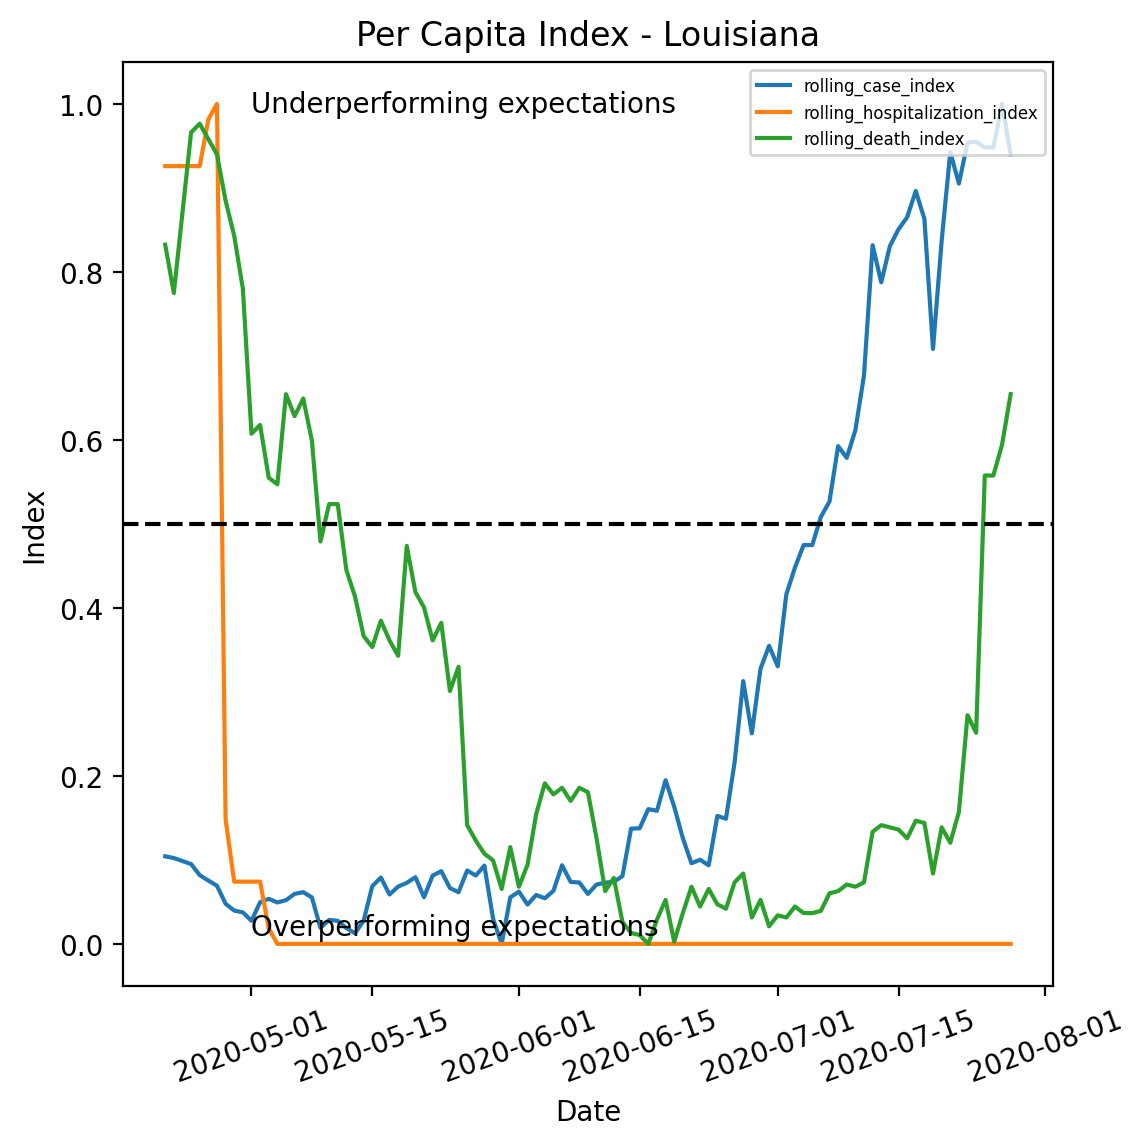 Per Capita Index - Louisiana
Underperforming expectations
rolling_case_index
rolling_hospitalization_index
rolling_death_index
1.0
0.8
0.6
0.4
0.2
0.0
Index
Overperforming expectations
2020-05-01
2020-05-15
2020-06-01
2020-06-15
2020-07-01
2020-07-15
2020-08-01
Date